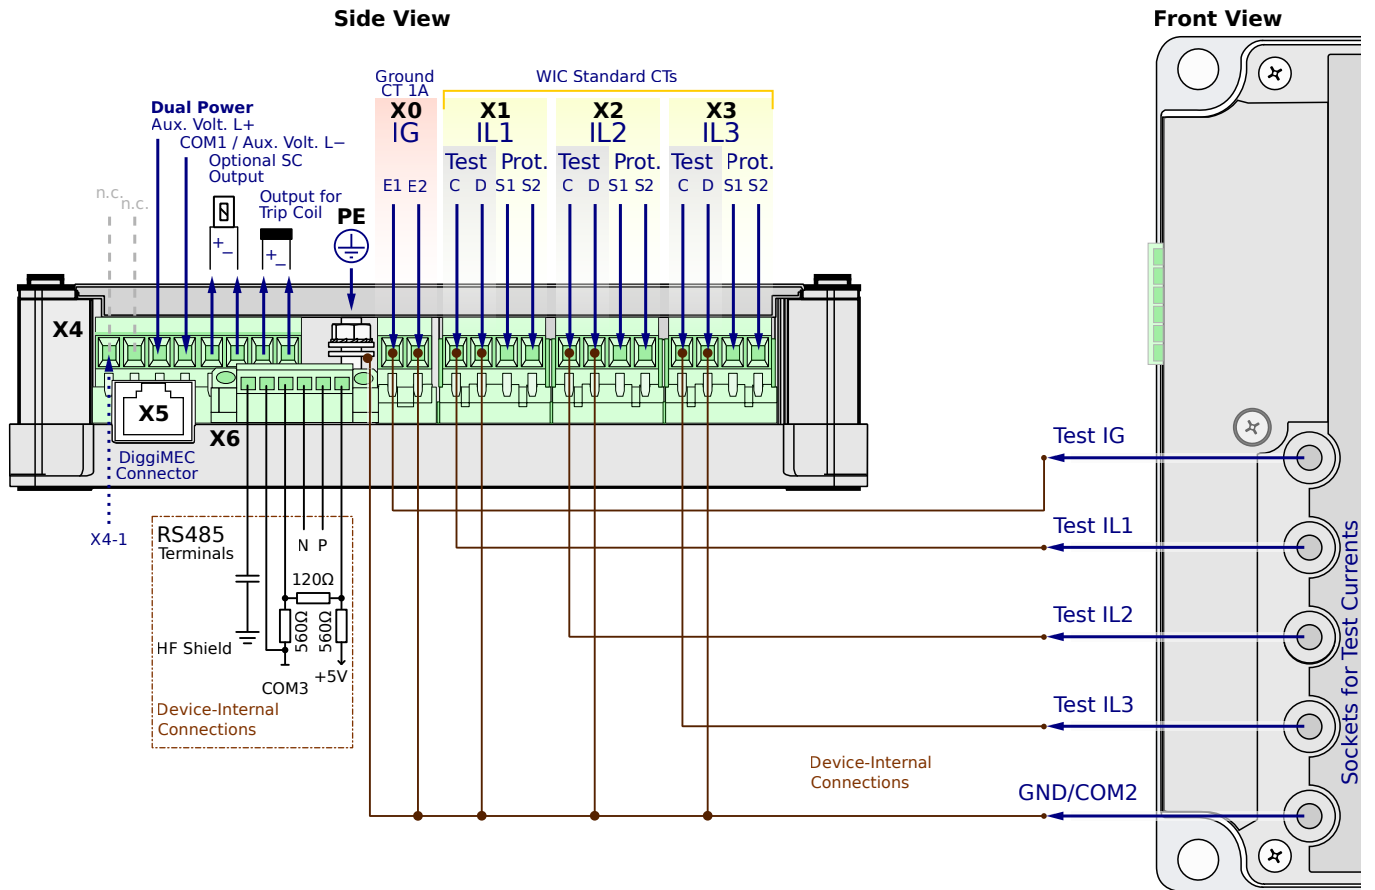 Side View
Front View
Ground
CT 1A
WIC Standard CTs
Dual Power
Aux. Volt. L+
COM1 / Aux. Volt. L−
Optional SC
Output
Output for
Trip Coil
n.c.
n.c.
PE
X0
IG
X1
IL1
X2
IL2
X3
IL3
Test Prot.
Test Prot.
Test Prot.
E1 E2
C D S1 S2
C D S1 S2
C D S1 S2
+ −
+ −
X4
X5
X6
DiggiMEC
Connector
X4-1
RS485
Terminals
N P
120Ω
560Ω
560Ω
HF Shield
COM3
+5V
Device-Internal
Connections
Test IG
Test IL1
Test IL2
Test IL3
GND/COM2
Device-Internal
Connections
Sockets for Test Currents